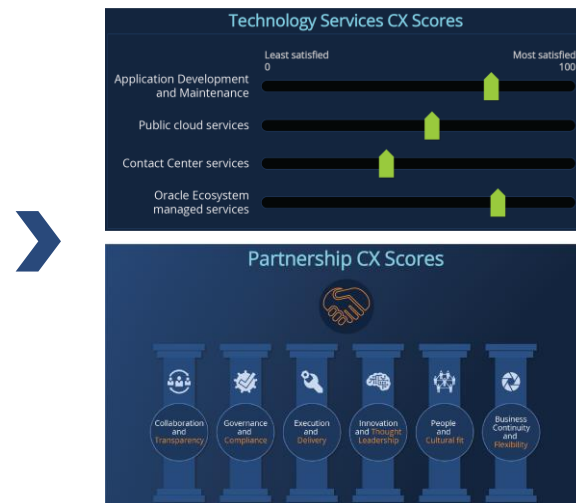 Technology Services CX Scores
Least satisfied
0
Most satisfied
100
Application Development
and Maintenance
Public cloud services
Contact Center services
Oracle Ecosystem
managed services
Partnership CX Scores
Collaboration
and
Transparency
Governance
and
Compliance
Execution
and
Delivery
Innovation
and Thought
Leadership
People
and
Cultural fit
Business
Continuity
and
Flexibility